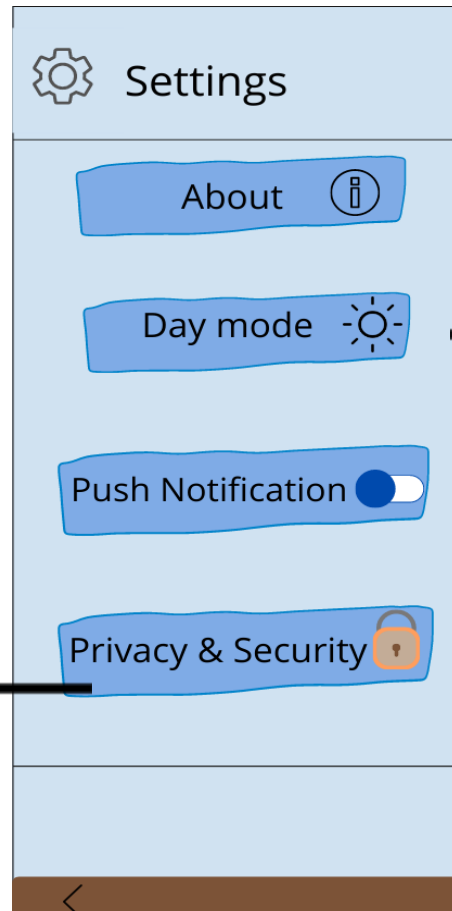 Settings
About
Day mode
Push Notification
Privacy & Security